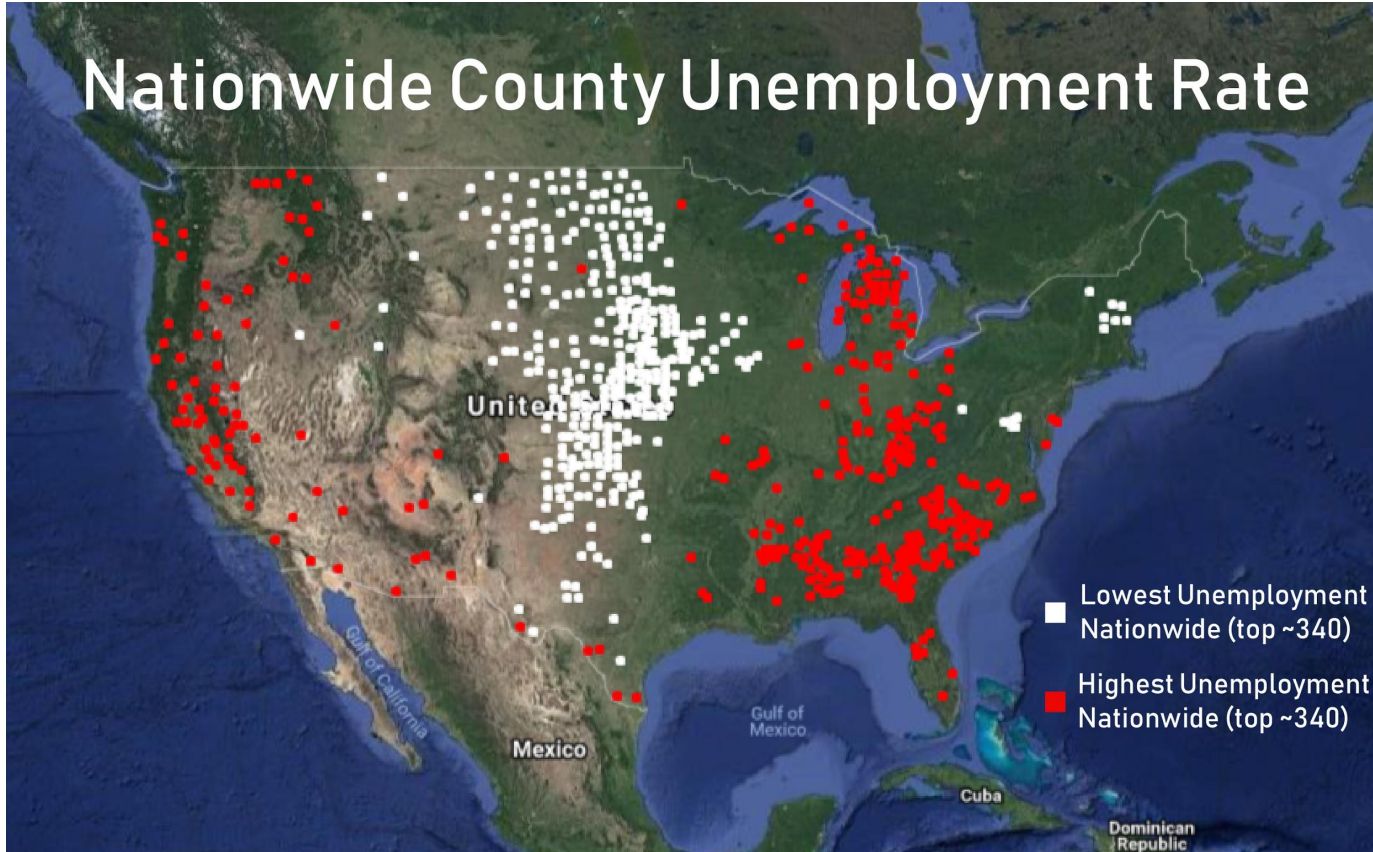 Nationwide County Unemployment Rate
United
Lowest Unemployment
Nationwide (top ~340)
Highest Unemployment
Nationwide (top ~340)
Gulf of California
Gulf of
Mexico
Mexico
Cuba
Dominican
Republic